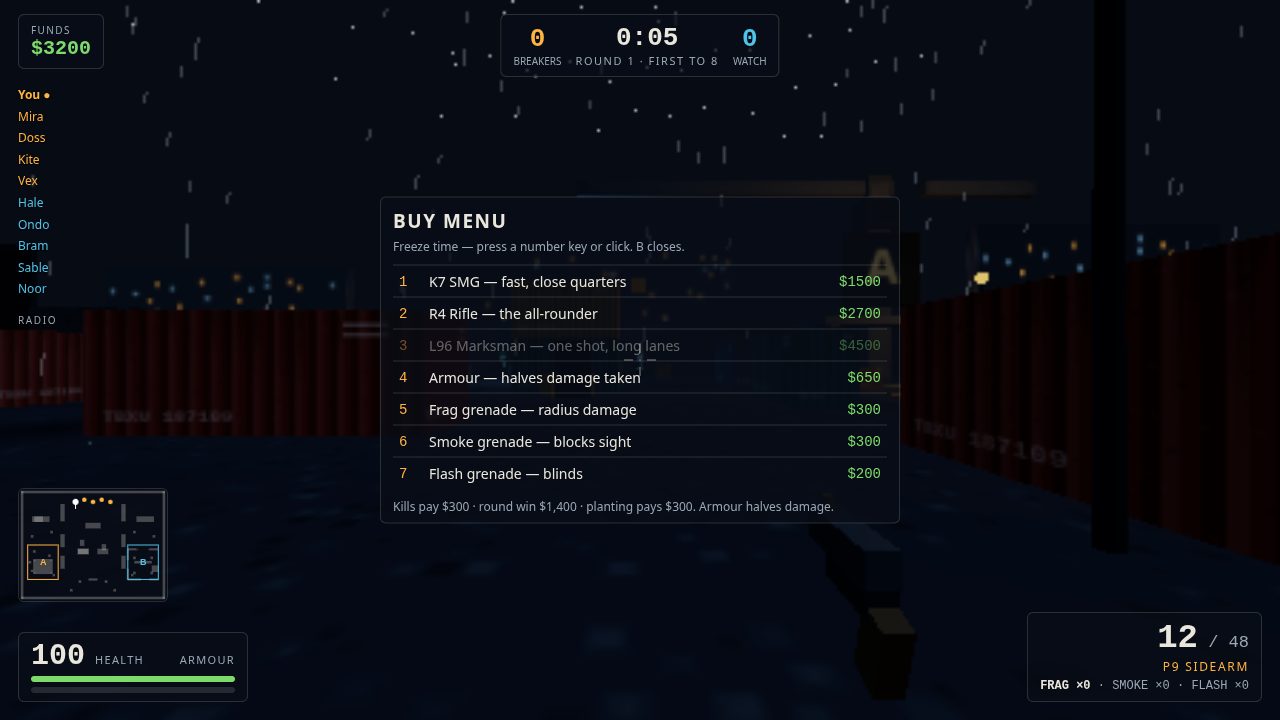 FUNDS
$3200
0 0:05 0
BREAKERS ROUND 1 · FIRST TO 8 WATCH
You ●
Mira
Doss
Kite
Vex
Hale
Ondo
Bram
Sable
Noor
RADIO
BUY MENU
Freeze time — press a number key or click. B closes.
1 K7 SMG — fast, close quarters $1500
2 R4 Rifle — the all-rounder $2700
3 L96 Marksman — one shot, long lanes $4500
4 Armour — halves damage taken $650
5 Frag grenade — radius damage $300
6 Smoke grenade — blocks sight $300
7 Flash grenade — blinds $200
Kills pay $300 · round win $1,400 · planting pays $300. Armour halves damage.
A
A B
100 HEALTH ARMOUR
12 / 48
P9 SIDEARM
FRAG ×0 · SMOKE ×0 · FLASH ×0